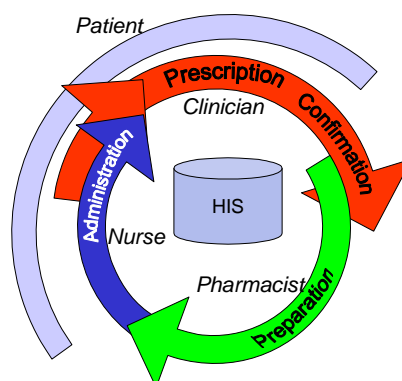 Patient
Prescription
Clinician
Confirmation
Administration
HIS
Nurse
Pharmacist
Preparation